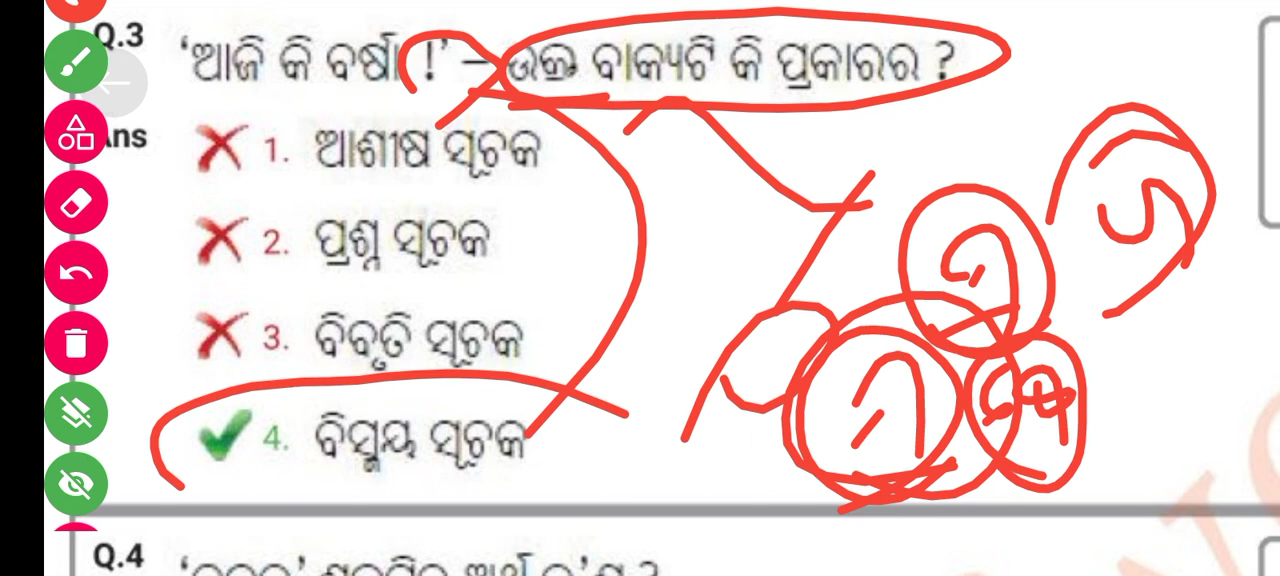 Q.3 ‘ଆଜି କି ବର୍ଷା !’ – ଉକ୍ତ ବାକ୍ୟଟି କି ପ୍ରକାରର ?
Ans
1. ଆଶୀଷ ସୂଚକ
2. ପ୍ରଶ୍ନ ସୂଚକ
3. ବିବୃତି ସୂଚକ
4. ବିସ୍ମୟ ସୂଚକ
Q.4